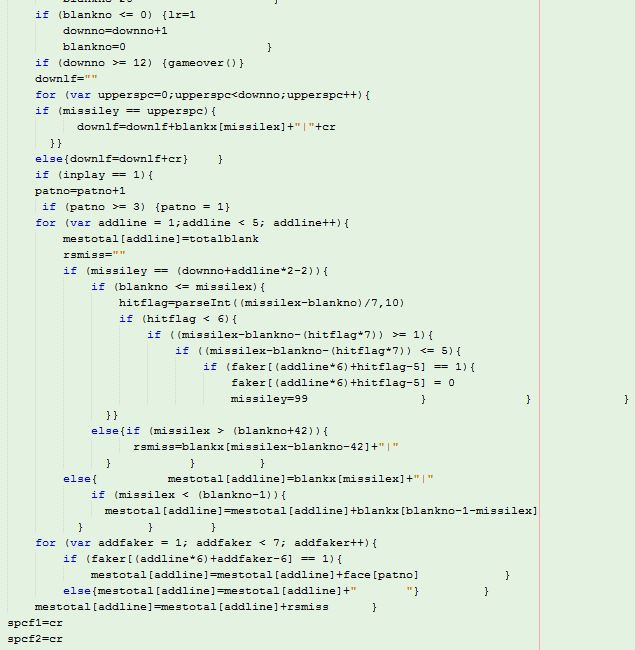 if (blankno <= 0) {lr=1
downno=downno+1
blankno=0 }
if (downno >= 12) {gameover()}
downlf=""
for (var upperspc=0;upperspc<downno;upperspc++){
if (missiley == upperspc){
downlf=downlf+blankx[missilex]+"|"+cr
}}
else{downlf=downlf+cr} }
if (inplay == 1){
patno=patno+1
if (patno >= 3) {patno = 1}
for (var addline = 1;addline < 5; addline++){
mestotal[addline]=totalblank
rsmiss=""
if (missiley == (downno+addline*2-2)){
if (blankno <= missilex){
hitflag=parseInt((missilex-blankno)/7,10)
if (hitflag < 6){
if ((missilex-blankno-(hitflag*7)) >= 1){
if ((missilex-blankno-(hitflag*7)) <= 5){
if (faker[(addline*6)+hitflag-5] == 1){
faker[(addline*6)+hitflag-5] = 0
missiley=99 } } }
}}
else{if (missilex > (blankno+42)){
rsmiss=blankx[missilex-blankno-42]+"|"
} } }
else{ mestotal[addline]=blankx[missilex]+"|"
if (missilex < (blankno-1)){
mestotal[addline]=mestotal[addline]+blankx[blankno-1-missilex]
} } }
for (var addfaker = 1; addfaker < 7; addfaker++){
if (faker[(addline*6)+addfaker-6] == 1){
mestotal[addline]=mestotal[addline]+face[patno] }
else{mestotal[addline]=mestotal[addline]+" "} }
mestotal[addline]=mestotal[addline]+rsmiss }
spcf1=cr
spcf2=cr